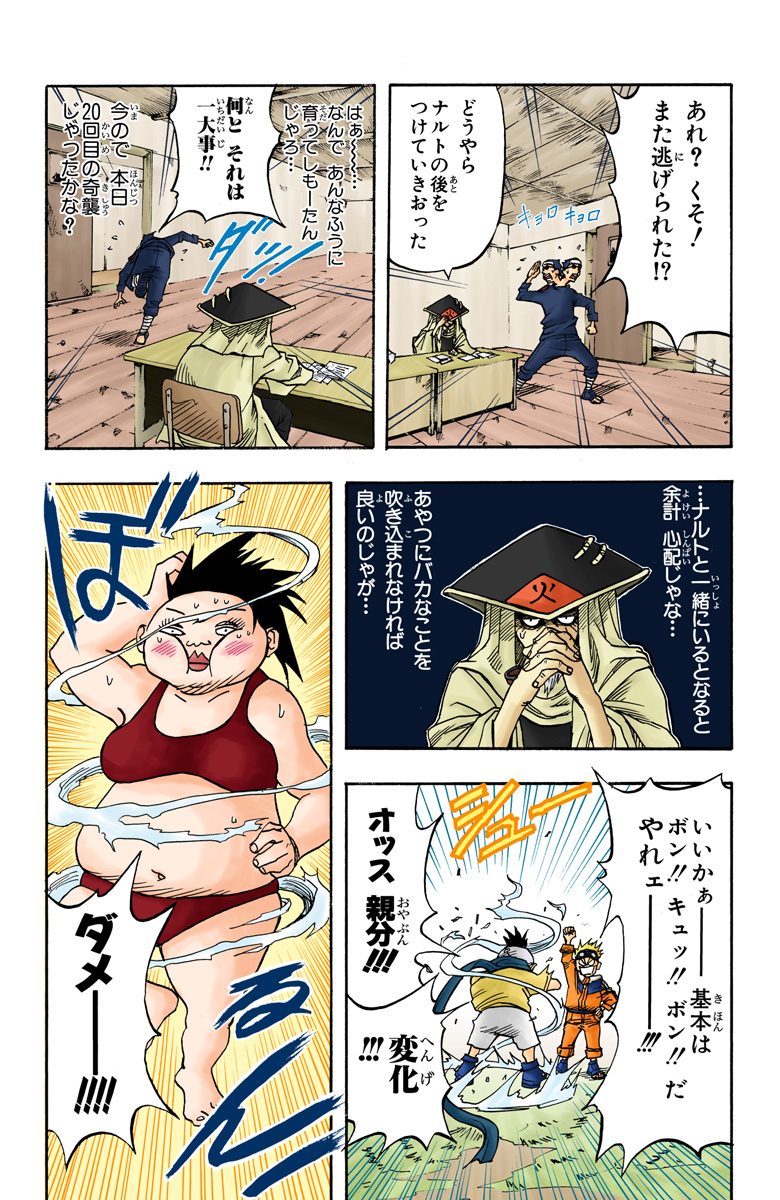 あれ？くそ！
また逃げられた!?
キョロキョロ
どうやら
ナルトの後を
つけていきおった
何と それは
一大事!!
ダッ!!
はぁ〜〜〜…
なんで あんなふうに
育ってしもーたん
じゃろ…
今ので 本日
20回目の奇襲
じゃったかな？
…ナルトと一緒にいるとなると
余計 心配じゃな…
火
あやつにバカなことを
吹き込まれなければ
良いのじゃが…
いいかぁ── 基本は
ボン!! キュッ!! ボン!! だ
やれェ───!!!
シュー
オッス 親分!!!
変化
!!!
ぼ
るんっ
ダメ───!!!!